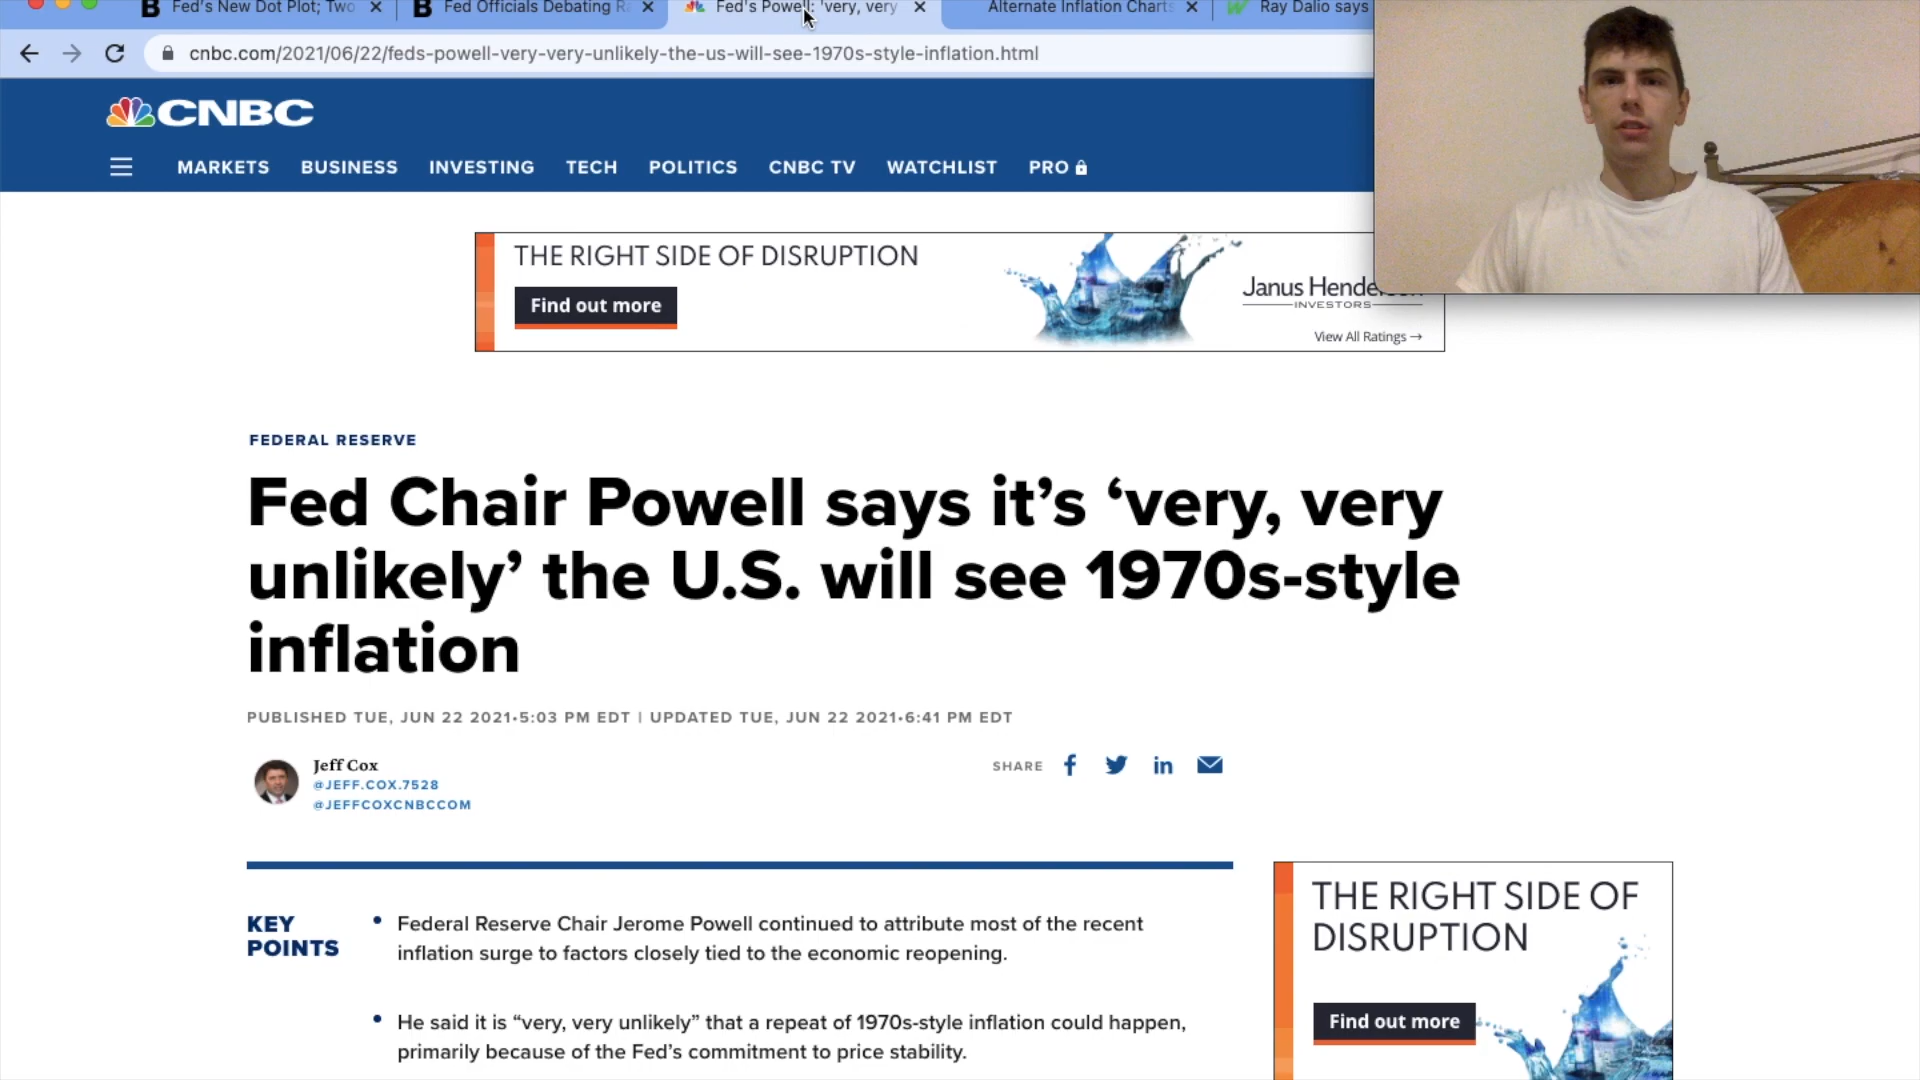 Fed's New Dot Plot; Two
Fed Officials Debating Ra
Fed's Powell: 'very, very
Alternate Inflation Charts
Ray Dalio says
cnbc.com/2021/06/22/feds-powell-very-very-unlikely-the-us-will-see-1970s-style-inflation.html
CNBC
MARKETS BUSINESS INVESTING TECH POLITICS CNBC TV WATCHLIST PRO
THE RIGHT SIDE OF DISRUPTION
Find out more
Janus Hende
INVESTORS
View All Ratings →
FEDERAL RESERVE
Fed Chair Powell says it’s ‘very, very
unlikely’ the U.S. will see 1970s-style
inflation
PUBLISHED TUE, JUN 22 2021•5:03 PM EDT | UPDATED TUE, JUN 22 2021•6:41 PM EDT
Jeff Cox
@JEFF.COX.7528
@JEFFCOXCNBCCOM
SHARE
KEY
POINTS
• Federal Reserve Chair Jerome Powell continued to attribute most of the recent
inflation surge to factors closely tied to the economic reopening.
• He said it is “very, very unlikely” that a repeat of 1970s-style inflation could happen,
primarily because of the Fed’s commitment to price stability.
THE RIGHT SIDE OF
DISRUPTION
Find out more